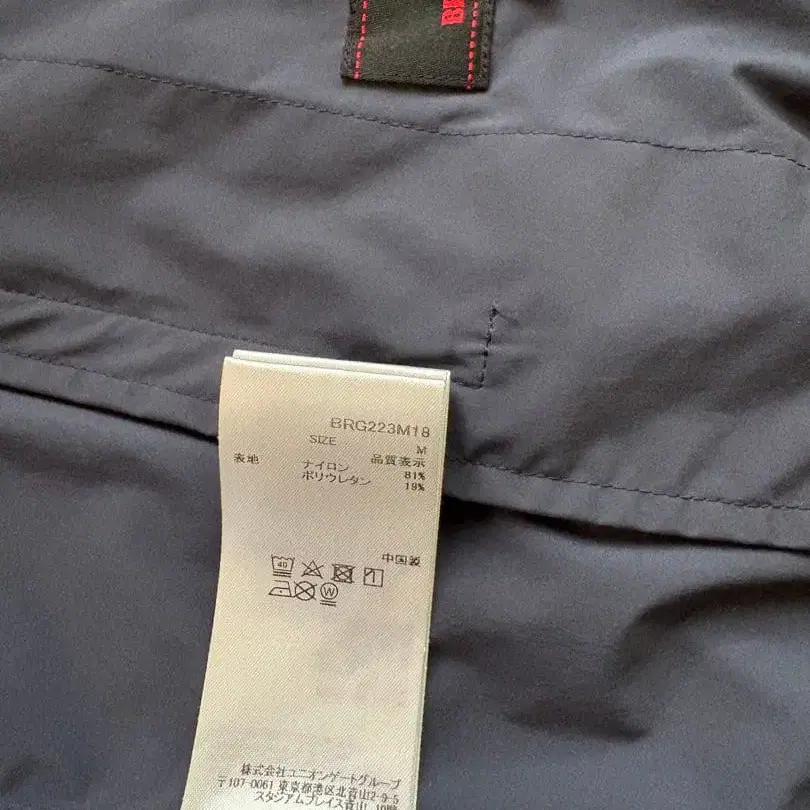 BRG223M18
SIZE M
品質表示
表地 ナイロン 81%
ポリウレタン 19%
中国製
40
W
株式会社ユニオンゲートグループ
〒107-0061 東京都港区北青山2-9-5
スタジアムプレイス青山